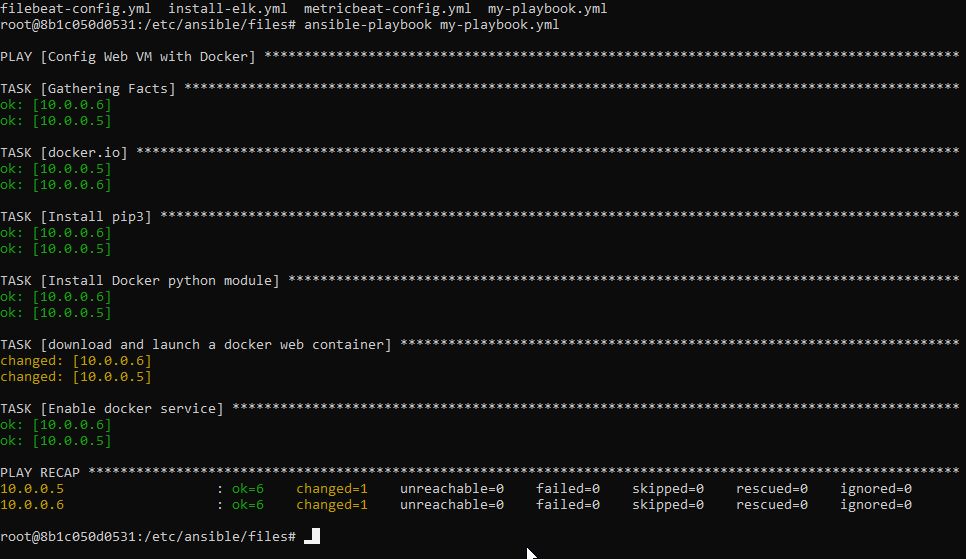 filebeat-config.yml  install-elk.yml  metricbeat-config.yml  my-playbook.yml
root@8b1c050d0531:/etc/ansible/files# ansible-playbook my-playbook.yml
PLAY [Config Web VM with Docker] ***************************************************************************************
TASK [Gathering Facts] *************************************************************************************************
ok: [10.0.0.6]
ok: [10.0.0.5]
TASK [docker.io] *******************************************************************************************************
ok: [10.0.0.5]
ok: [10.0.0.6]
TASK [Install pip3] ****************************************************************************************************
ok: [10.0.0.6]
ok: [10.0.0.5]
TASK [Install Docker python module] ************************************************************************************
ok: [10.0.0.6]
ok: [10.0.0.5]
TASK [download and launch a docker web container] **********************************************************************
changed: [10.0.0.6]
changed: [10.0.0.5]
TASK [Enable docker service] *******************************************************************************************
ok: [10.0.0.6]
ok: [10.0.0.5]
PLAY RECAP *************************************************************************************************************
10.0.0.5                   : ok=6    changed=1    unreachable=0    failed=0    skipped=0    rescued=0    ignored=0
10.0.0.6                   : ok=6    changed=1    unreachable=0    failed=0    skipped=0    rescued=0    ignored=0
root@8b1c050d0531:/etc/ansible/files#